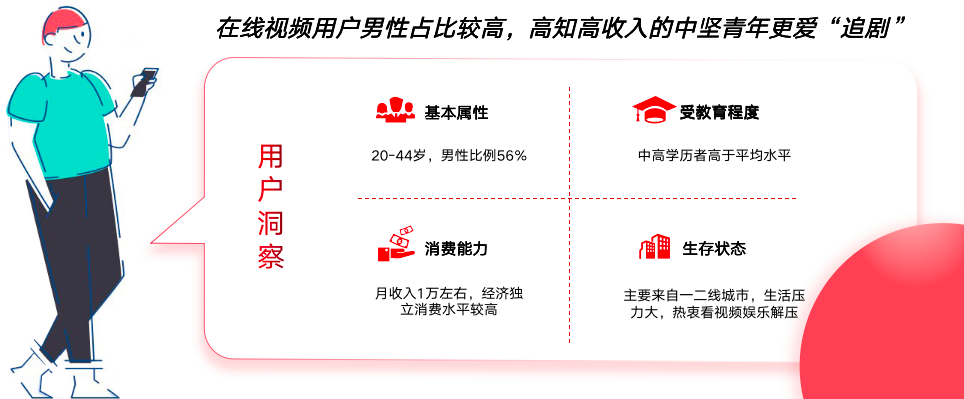 在线视频用户男性占比较高，高知高收入的中坚青年更爱“追剧”
用户洞察
基本属性
20-44岁，男性比例56%
受教育程度
中高学历者高于平均水平
消费能力
月收入1万左右，经济独
立消费水平较高
生存状态
主要来自一二线城市，生活压
力大，热衷看视频娱乐解压